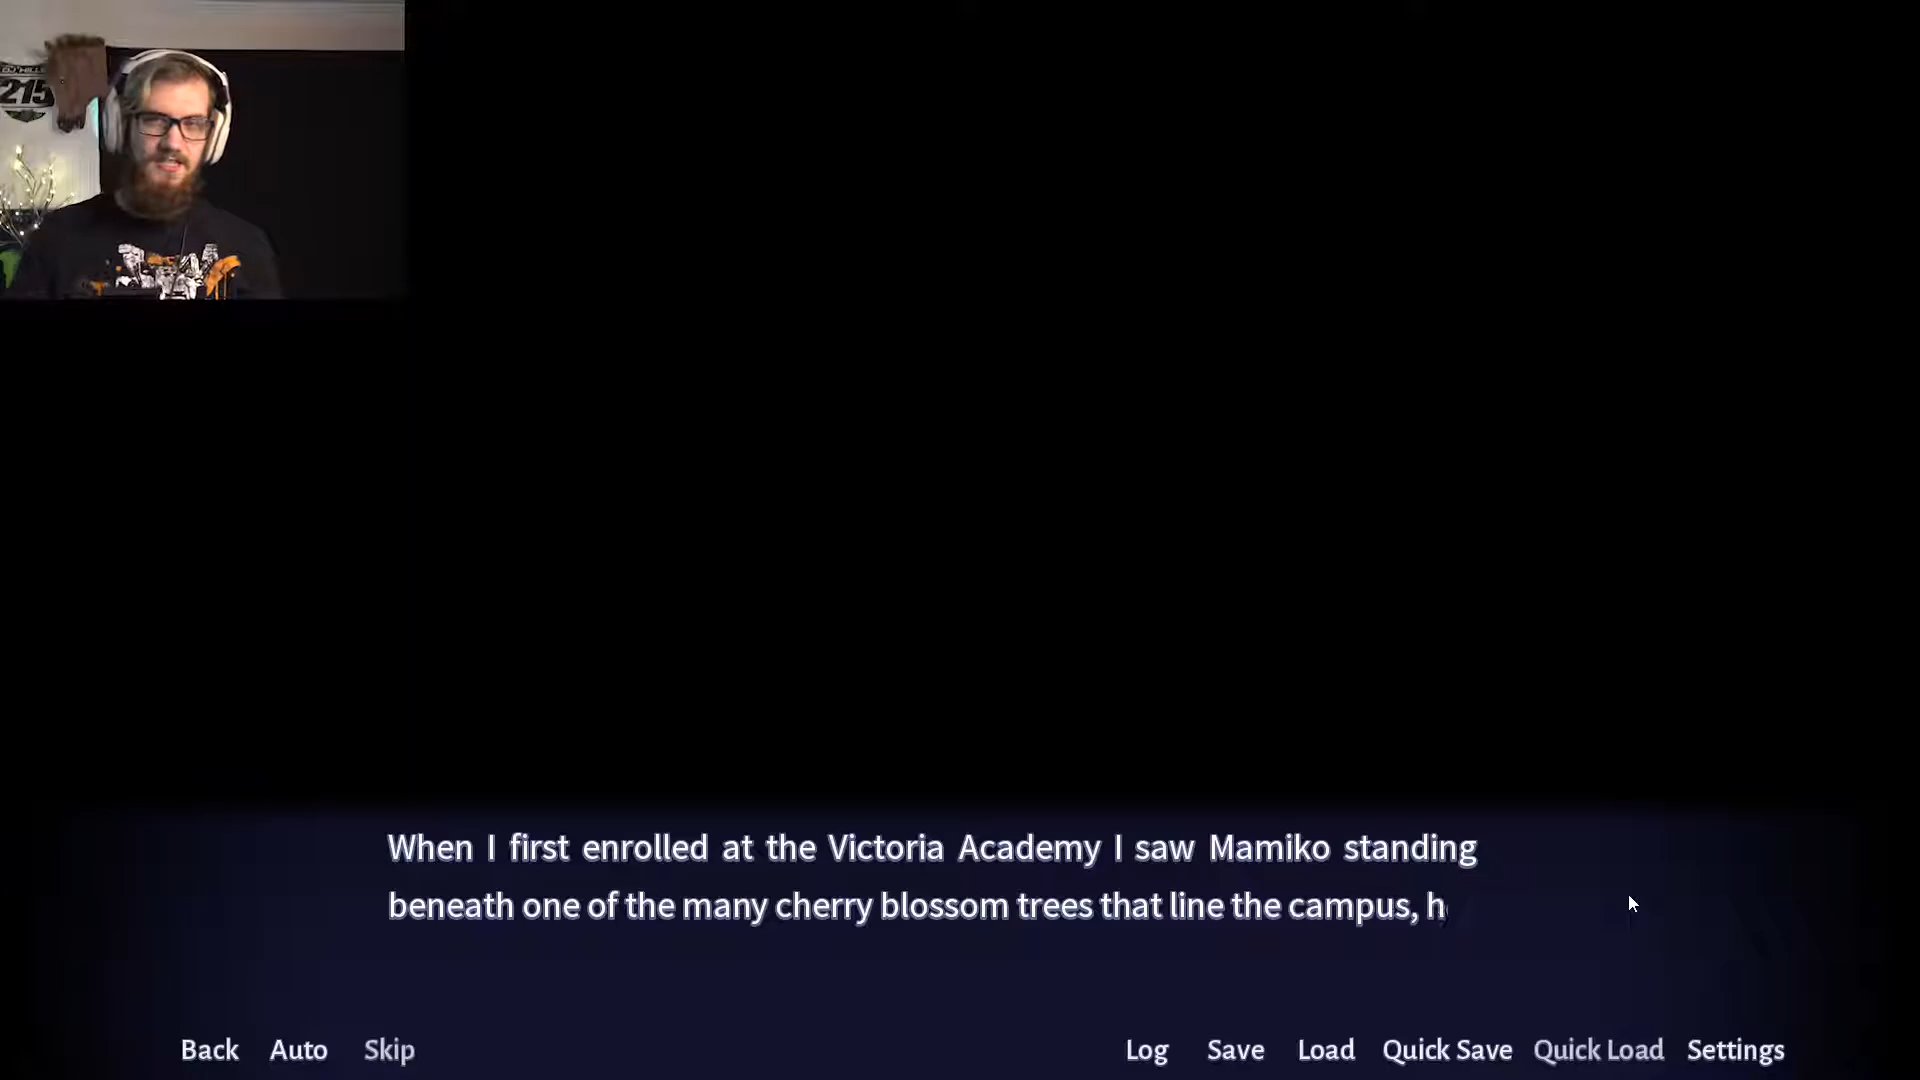 215
When I first enrolled at the Victoria Academy I saw Mamiko standing
beneath one of the many cherry blossom trees that line the campus, h
Back Auto Skip Log Save Load Quick Save Quick Load Settings